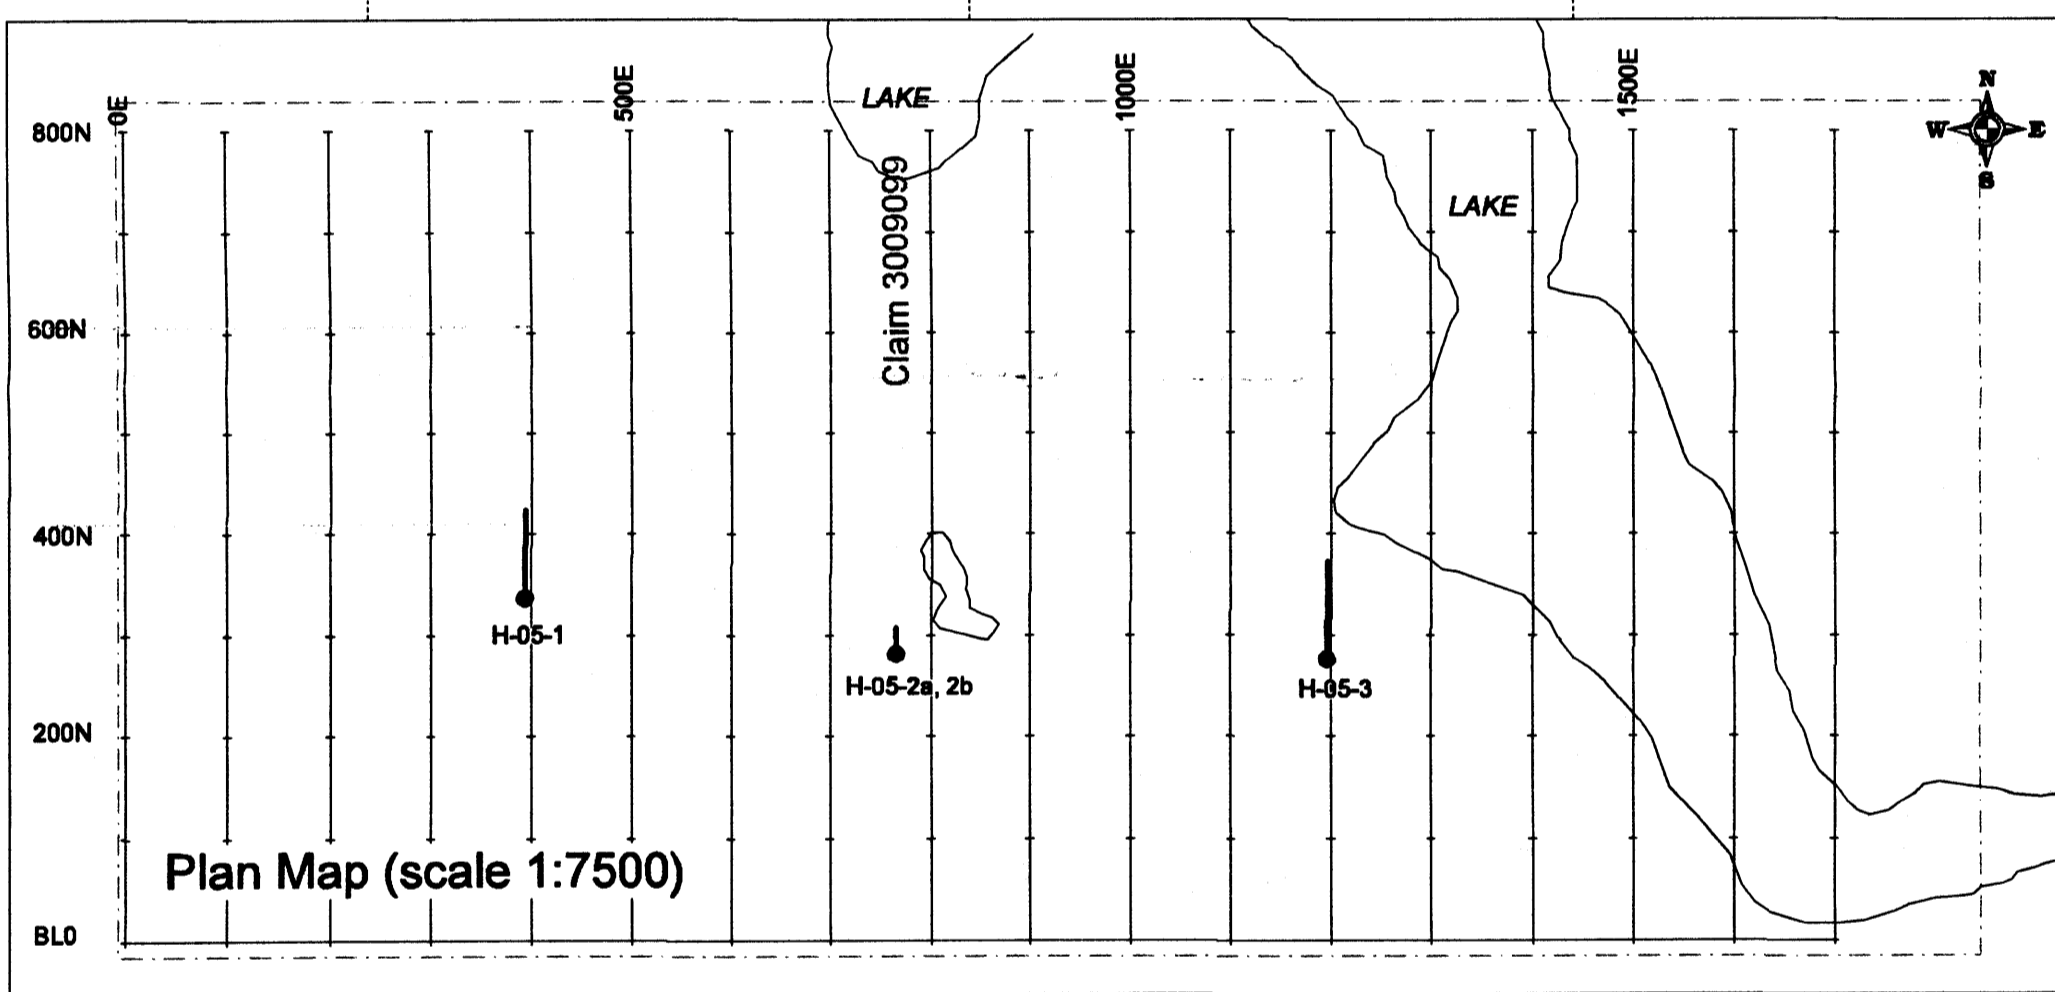 0E
500E
1000E
1500E
LAKE
N
W
E
S
800N
LAKE
Claim 3009099
600N
400N
H-05-1
H-05-2a, 2b
H-05-3
200N
Plan Map (scale 1:7500)
BL0